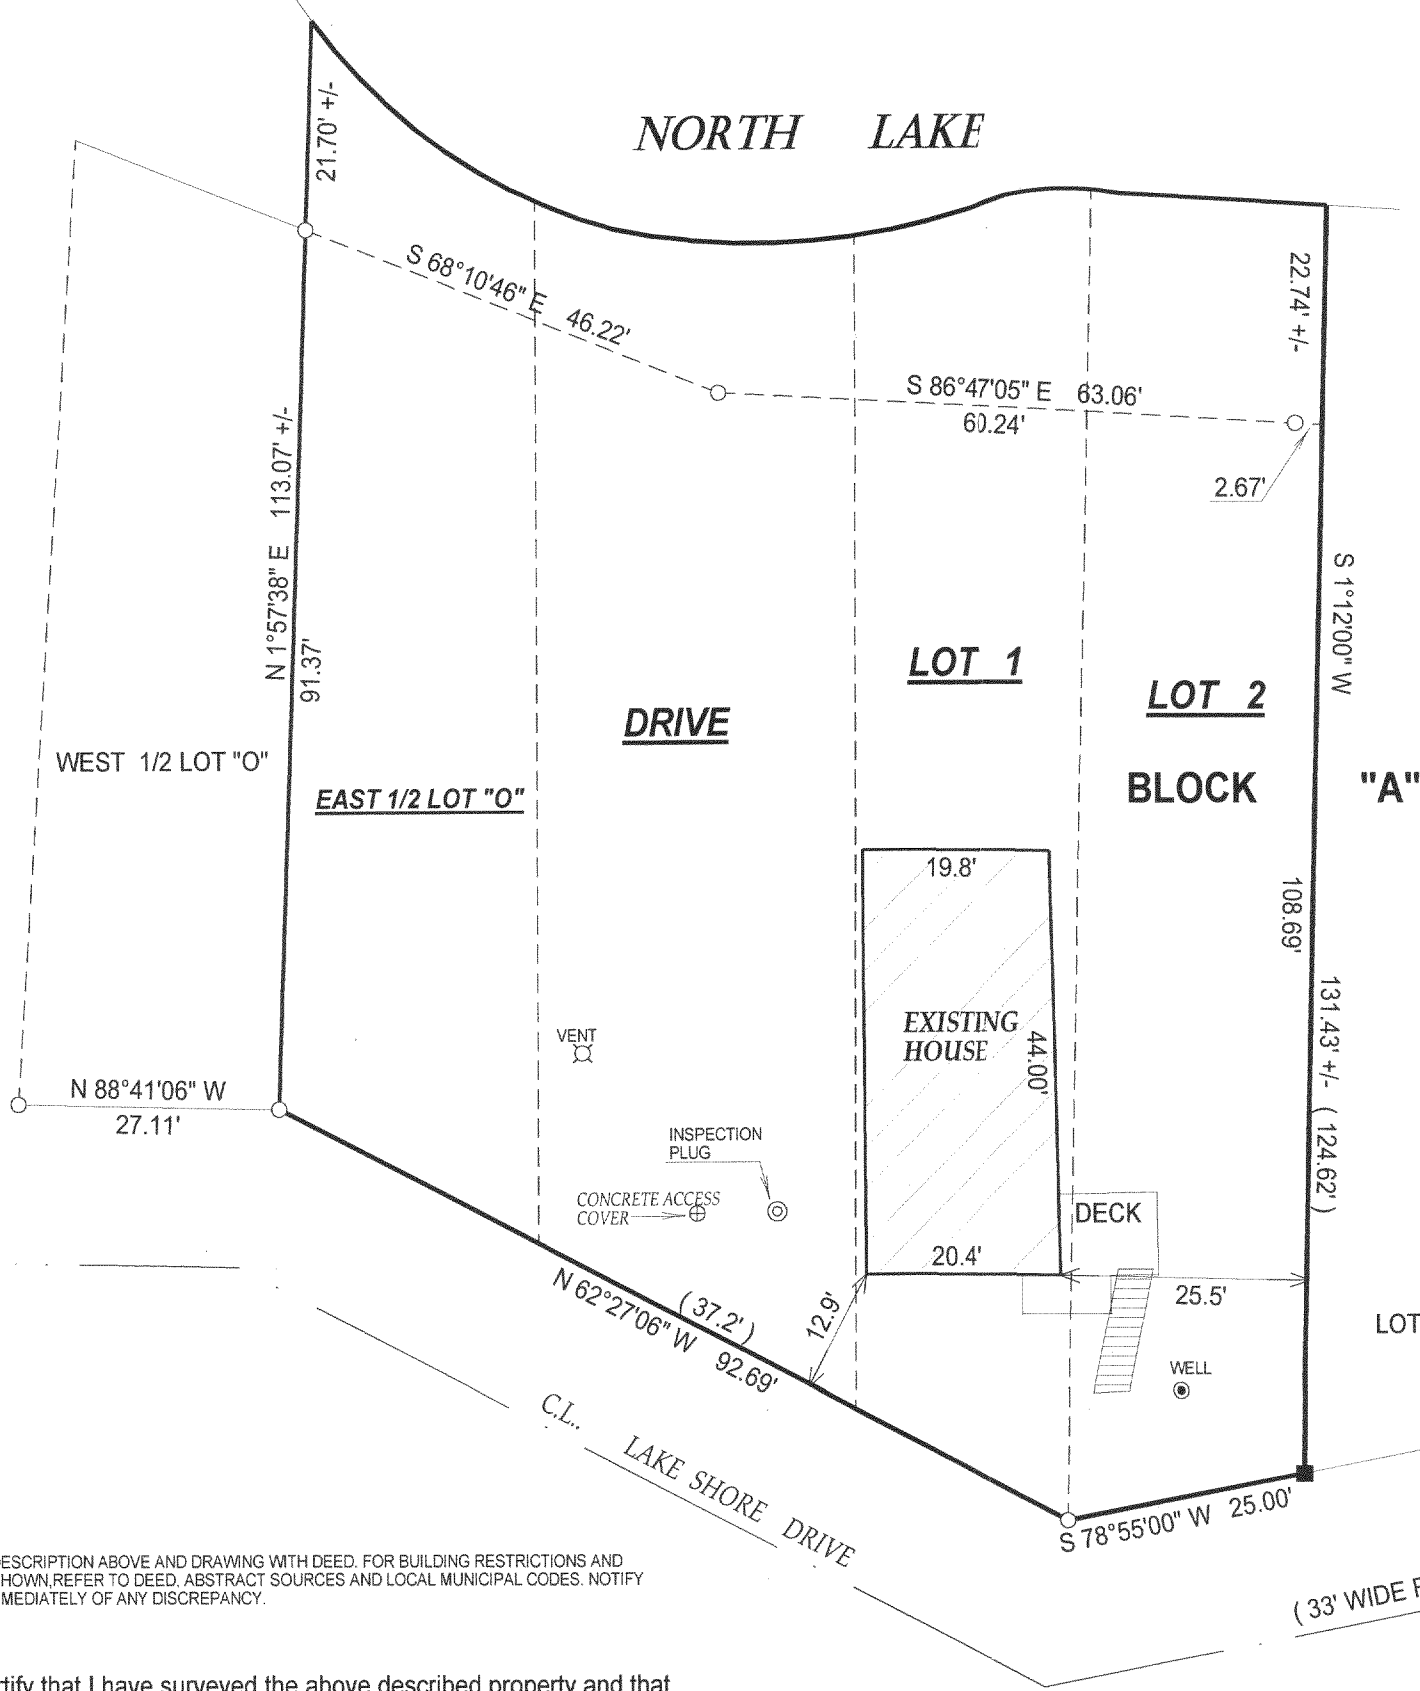 NORTH LAKE
21.70' +/-
S 68°10'46" E 46.22'
22.74' +/-
S 86°47'05" E 63.06'
60.24'
2.67'
N 1°57'38" E 113.07' +/-
91.37'
S 1°12'00" W
LOT 1
LOT 2
DRIVE
WEST 1/2 LOT "O"
EAST 1/2 LOT "O"
BLOCK "A"
19.8'
108.69'
131.43' +/- ( 124.62' )
EXISTING
HOUSE
44.00'
VENT
N 88°41'06" W
27.11'
INSPECTION
PLUG
CONCRETE ACCESS
COVER
DECK
20.4'
25.5'
12.9'
( 37.2' )
N 62°27'06" W 92.69'
LOT
WELL
C.L.. LAKE SHORE DRIVE
S 78°55'00" W 25.00'
ESCRIPTION ABOVE AND DRAWING WITH DEED. FOR BUILDING RESTRICTIONS AND
HOWN,REFER TO DEED, ABSTRACT SOURCES AND LOCAL MUNICIPAL CODES. NOTIFY
MEDIATELY OF ANY DISCREPANCY.
( 33' WIDE
rtify that I have surveyed the above described property and that